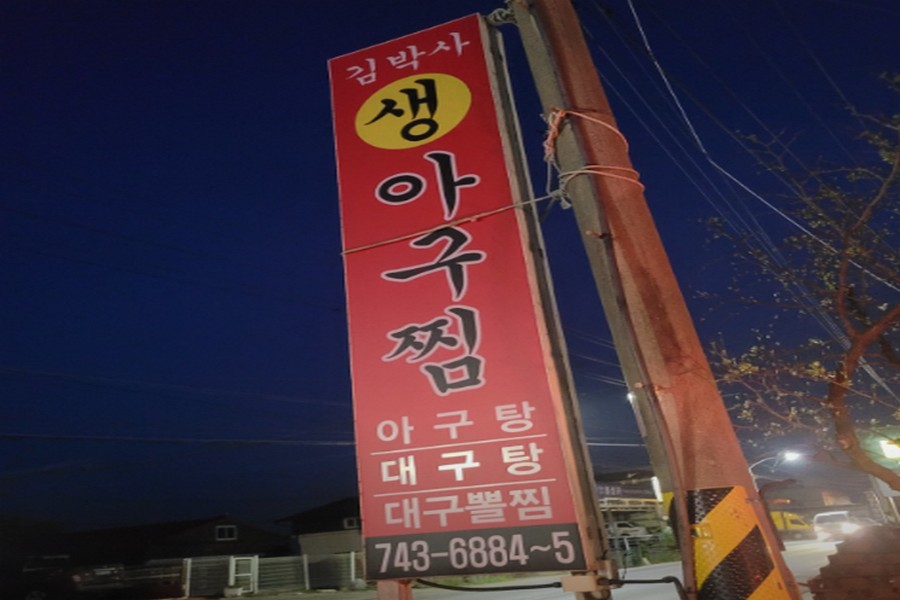 김박사
생
아
구
찜
아구탕
대구탕
대구뽈찜
743-6884~5